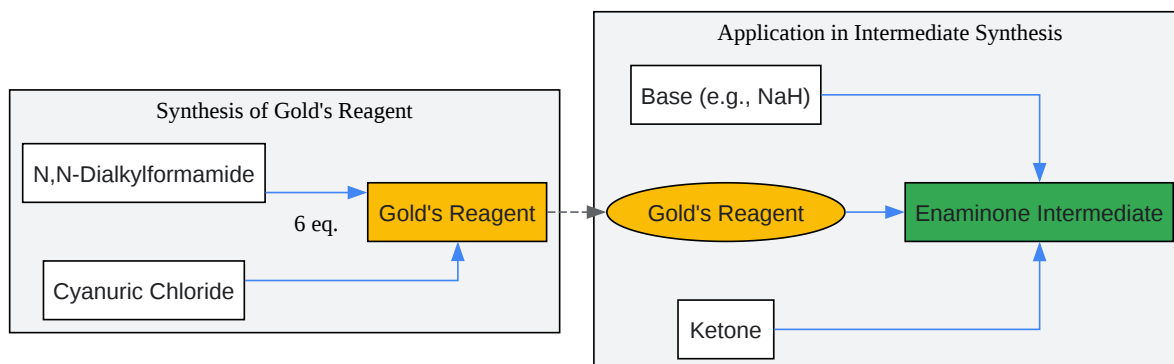 Synthesis of Gold's Reagent
N,N-Dialkylformamide
6 eq.
Gold's Reagent
Cyanuric Chloride
Application in Intermediate Synthesis
Base (e.g., NaH)
Gold's Reagent
Enaminone Intermediate
Ketone